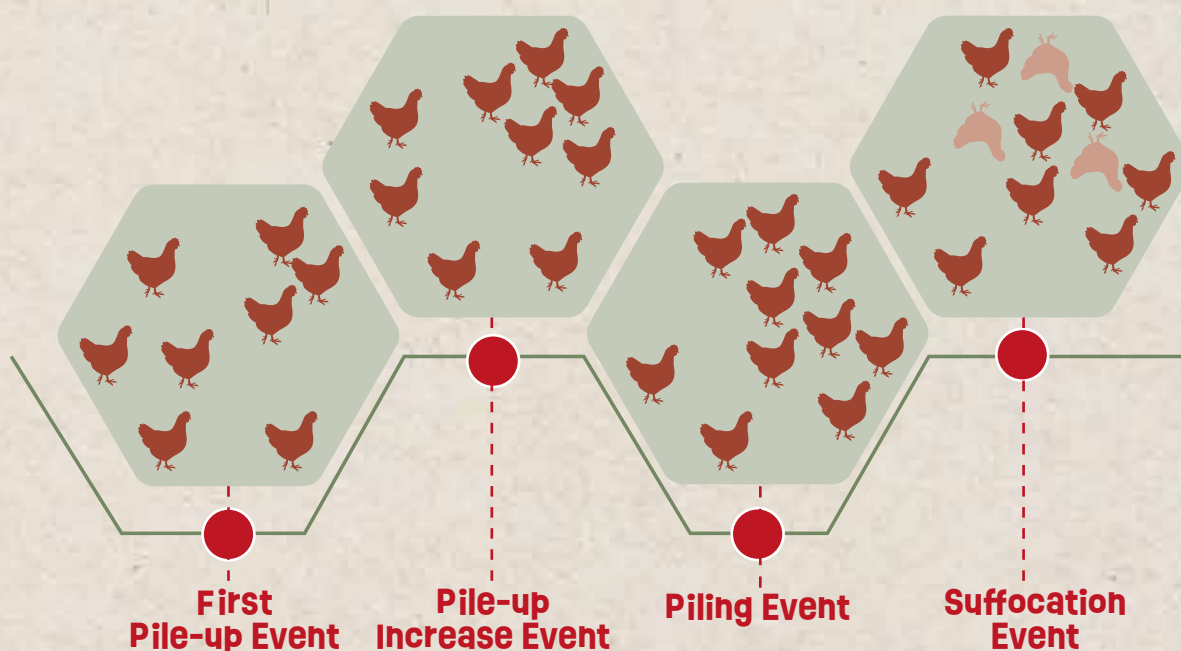 First
Pile-up Event
Pile-up
Increase Event
Piling Event
Suffocation
Event